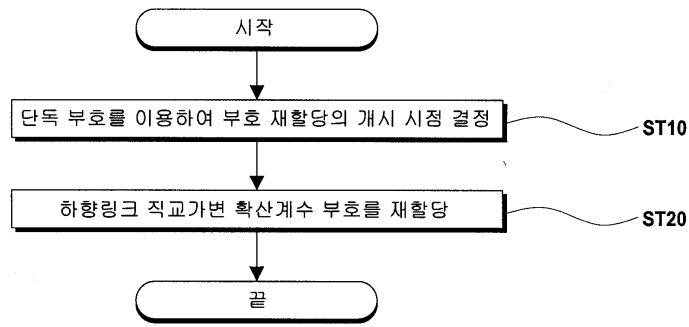 시작
단독 부호를 이용하여 부호 재할당의 개시 시점 결정
ST10
하향링크 직교가변 확산계수 부호를 재할당
ST20
끝